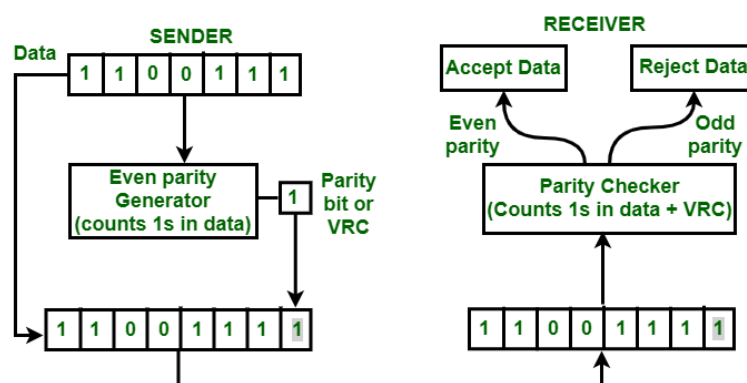 SENDER
Data
1 1 0 0 1 1 1
Even parity
Generator
(counts 1s in data)
1
Parity
bit or
VRC
1 1 0 0 1 1 1 1
RECEIVER
Accept Data
Reject Data
Even
parity
Odd
parity
Parity Checker
(Counts 1s in data + VRC)
1 1 0 0 1 1 1 1